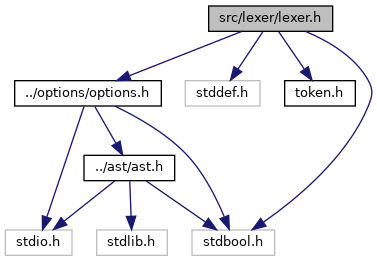 src/lexer/lexer.h
../options/options.h
stddef.h
token.h
../ast/ast.h
stdio.h
stdlib.h
stdbool.h